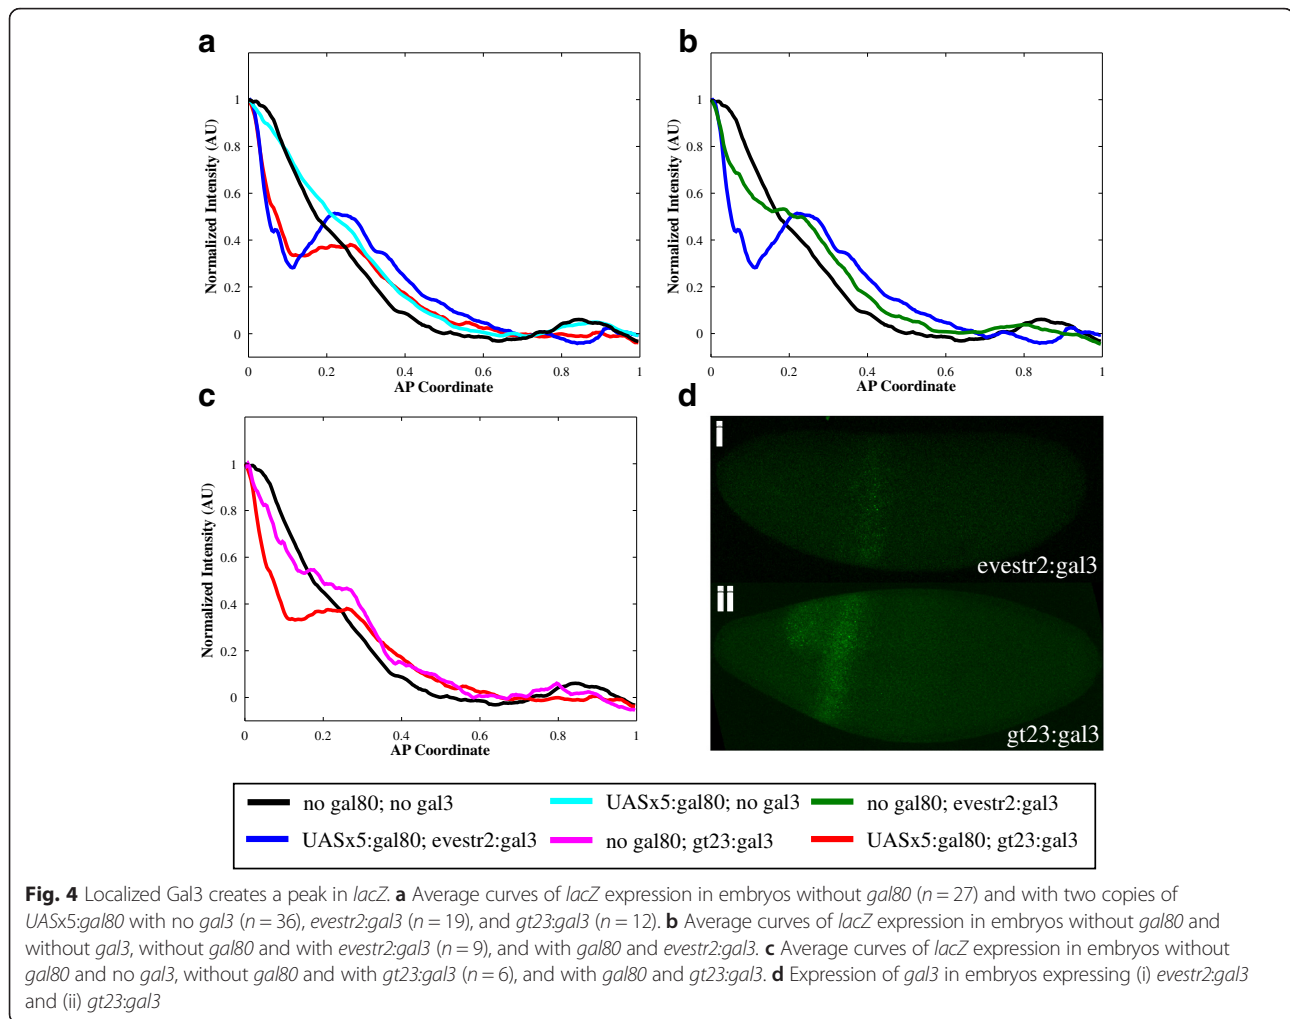 a
Normalized Intensity (AU)
1
0.8
0.6
0.4
0.2
0
0 0.2 0.4 0.6 0.8 1
AP Coordinate
b
Normalized Intensity (AU)
1
0.8
0.6
0.4
0.2
0
0 0.2 0.4 0.6 0.8 1
AP Coordinate
c
Normalized Intensity (AU)
1
0.8
0.6
0.4
0.2
0
0 0.2 0.4 0.6 0.8 1
AP Coordinate
d
i
evestr2:gal3
ii
gt23:gal3
no gal80; no gal3 UASx5:gal80; no gal3 no gal80; evestr2:gal3
UASx5:gal80; evestr2:gal3 no gal80; gt23:gal3 UASx5:gal80; gt23:gal3
Fig. 4 Localized Gal3 creates a peak in lacZ. a Average curves of lacZ expression in embryos without gal80 (n = 27) and with two copies of
UASx5:gal80 with no gal3 (n = 36), evestr2:gal3 (n = 19), and gt23:gal3 (n = 12). b Average curves of lacZ expression in embryos without gal80 and
without gal3, without gal80 and with evestr2:gal3 (n = 9), and with gal80 and evestr2:gal3. c Average curves of lacZ expression in embryos without
gal80 and no gal3, without gal80 and with gt23:gal3 (n = 6), and with gal80 and gt23:gal3. d Expression of gal3 in embryos expressing (i) evestr2:gal3
and (ii) gt23:gal3